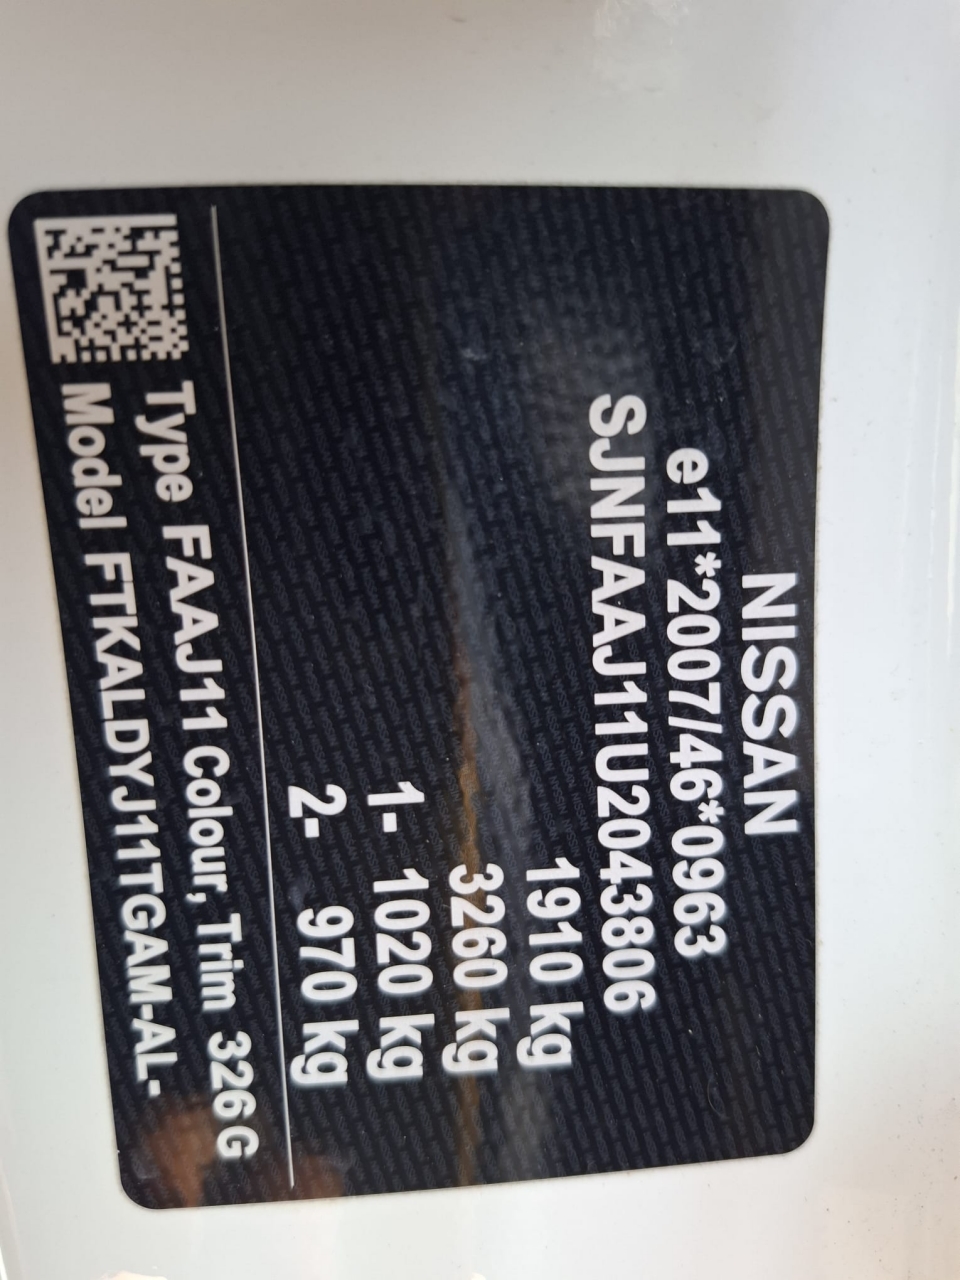 NISSAN
e11*2007/46*0963
SJNFAAJ11U2043806
1910 kg
3260 kg
1- 1020 kg
2- 970 kg
Type FAAJ11 Colour, Trim 326 G
Model FTKALDYJ11TGAM-AL-